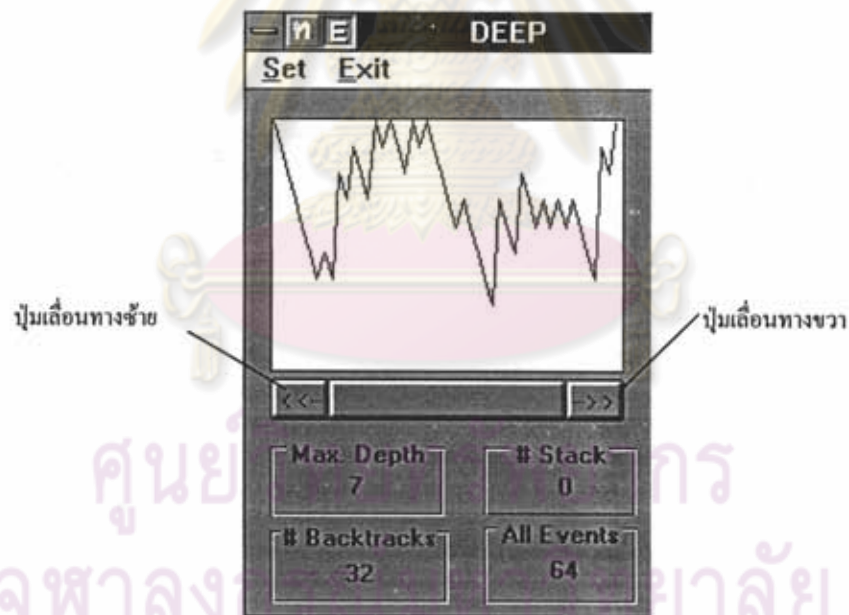 ก E DEEP
Set Exit
ปุ่มเลื่อนทางซ้าย
ปุ่มเลื่อนทางขวา
<<- ->>
Max. Depth # Stack
7 0
# Backtracks All Events
32 64